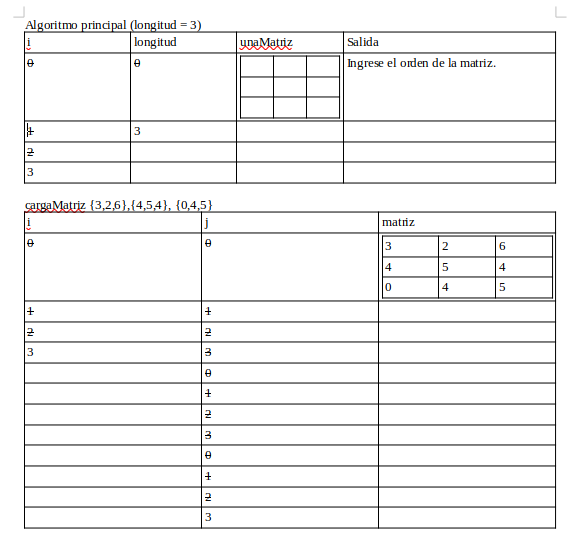 Algoritmo principal (longitud = 3)
i longitud unaMatriz Salida
0 0 Ingrese el orden de la matriz.
1 3
2
3
cargaMatriz {3,2,6},{4,5,4}, {0,4,5}
i j matriz
0 0 3 2 6
4 5 4
0 4 5
1 1
2 2
3 3
0
1
2
3
0
1
2
3